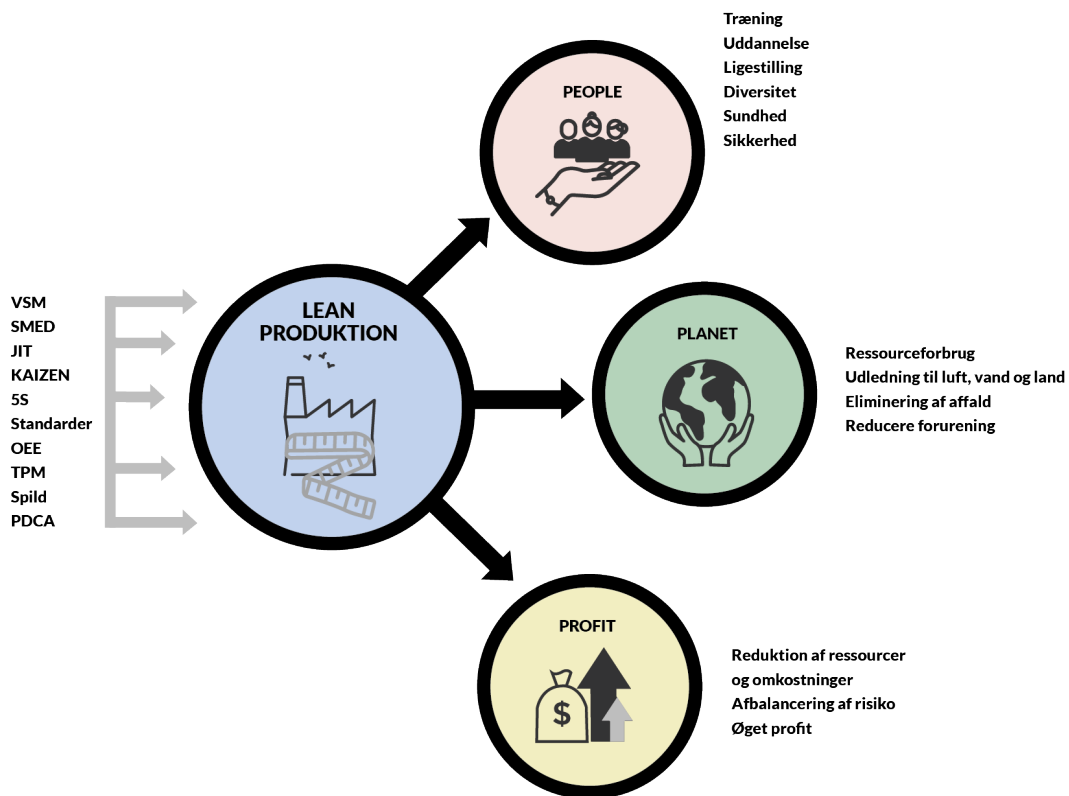 VSM
SMED
JIT
KAIZEN
5S
Standarder
OEE
TPM
Spild
PDCA
LEAN
PRODUKTION
PEOPLE
Træning
Uddannelse
Ligestilling
Diversitet
Sundhed
Sikkerhed
PLANET
Ressourceforbrug
Udledning til luft, vand og land
Eliminering af affald
Reducere forurening
PROFIT
$
Reduktion af ressourcer
og omkostninger
Afbalancering af risiko
Øget profit